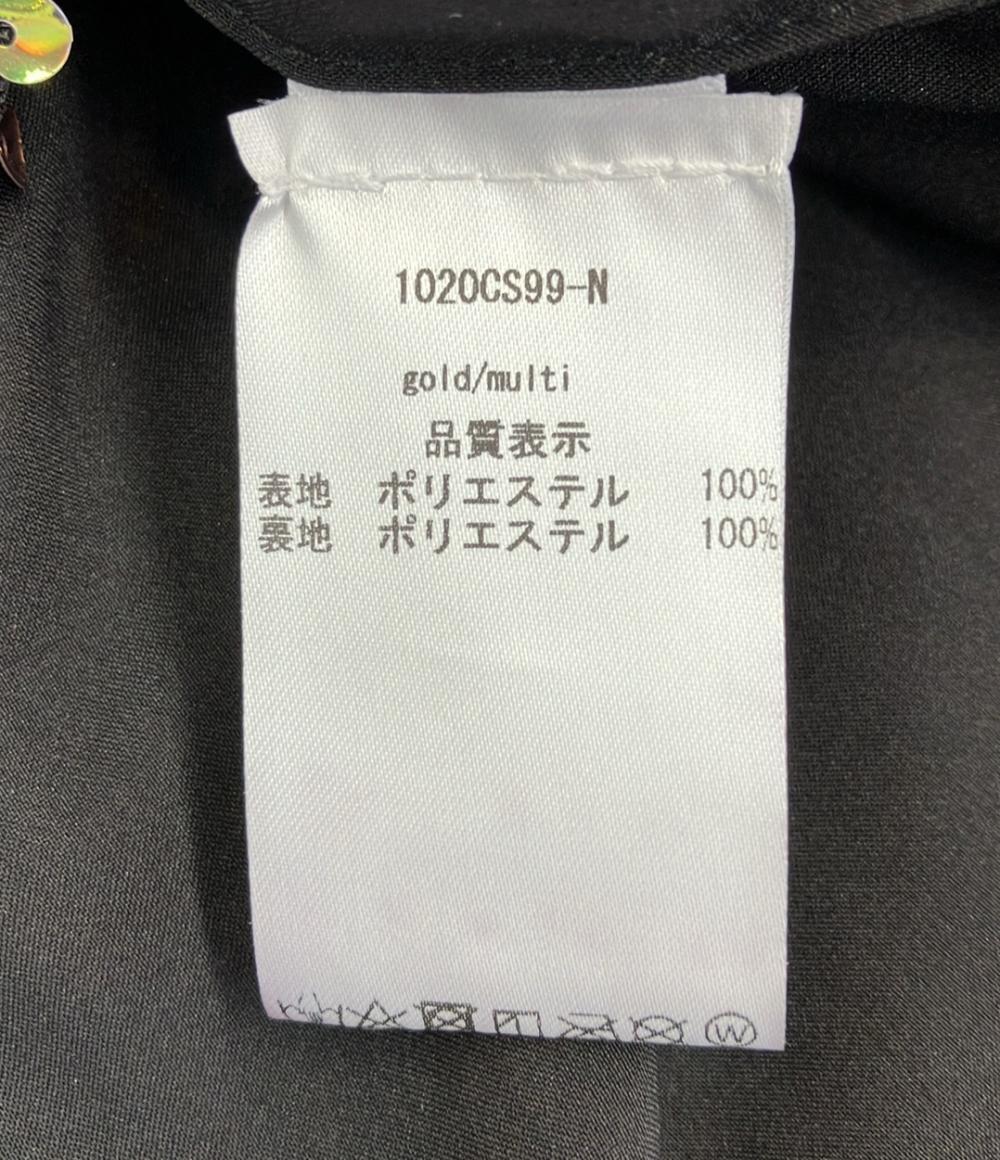 1020CS99-N
gold/multi
品質表示
表地 ポリエステル 100%
裏地 ポリエステル 100%
W